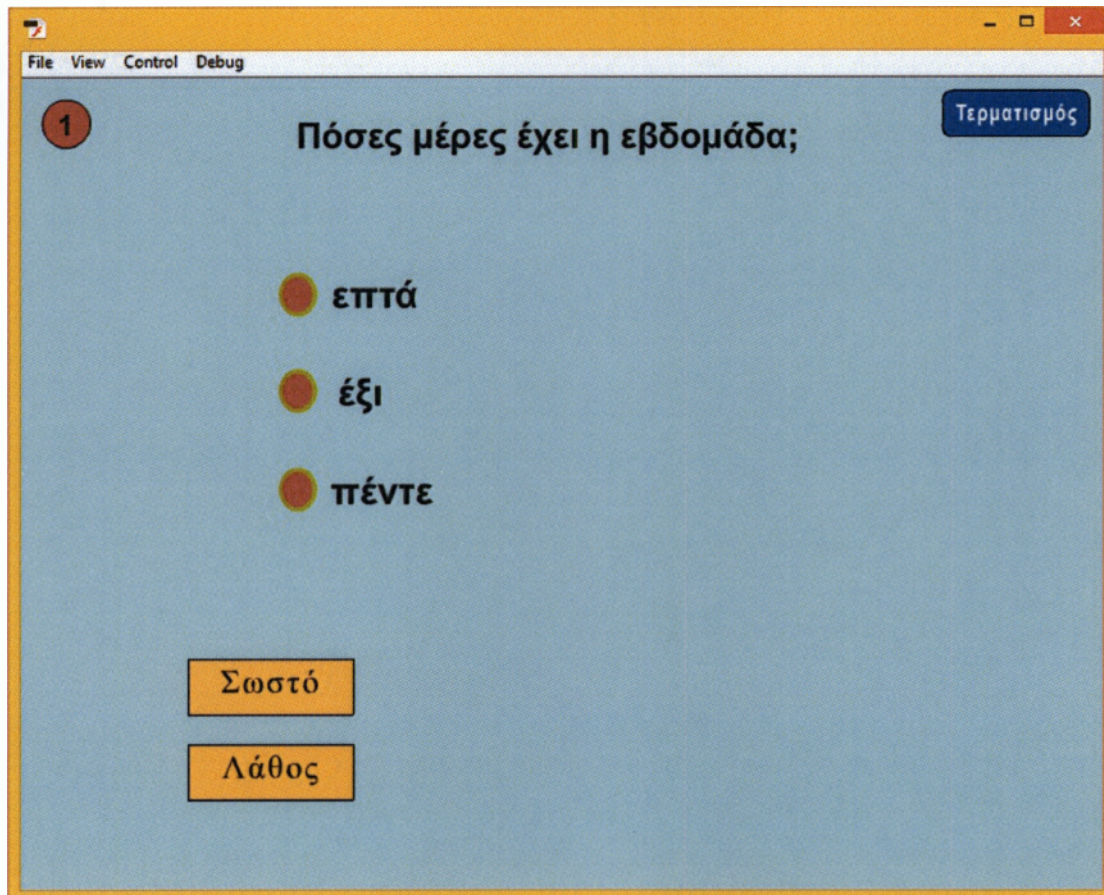 File View Control Debug
1
Πόσες μέρες έχει η εβδομάδα;
Τερματισμός
επτά
έξι
πέντε
Σωστό
Λάθος